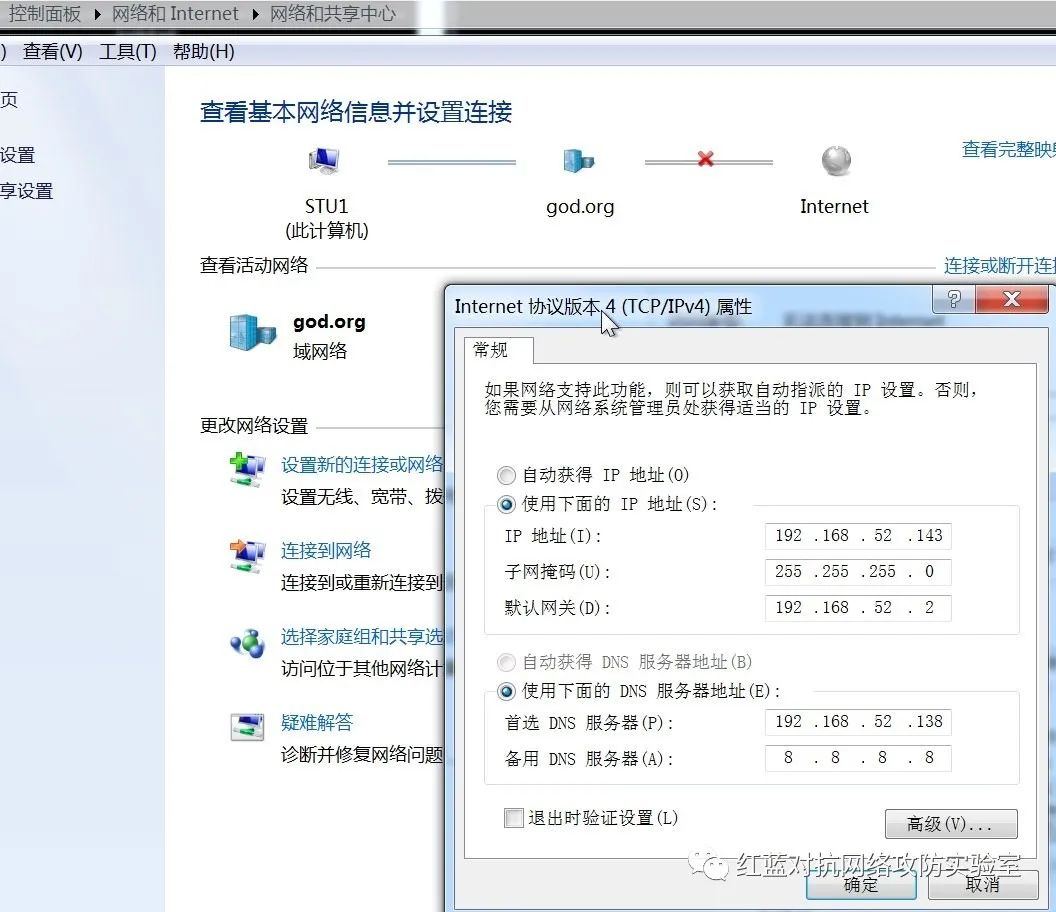 控制面板 ▸ 网络和 Internet ▸ 网络和共享中心
) 查看(V) 工具(T) 帮助(H)
页
设置
享设置
查看基本网络信息并设置连接
查看完整映射
STU1
(此计算机)
god.org
Internet
查看活动网络
连接或断开连接
god.org
域网络
更改网络设置
设置新的连接或网络
设置无线、宽带、拨
连接到网络
连接到或重新连接到
选择家庭组和共享选
访问位于其他网络计
疑难解答
诊断并修复网络问题
Internet 协议版本 4 (TCP/IPv4) 属性
常规
如果网络支持此功能，则可以获取自动指派的 IP 设置。否则，
您需要从网络系统管理员处获得适当的 IP 设置。
自动获得 IP 地址(O)
使用下面的 IP 地址(S):
IP 地址(I): 192 .168 . 52 .143
子网掩码(U): 255 .255 .255 . 0
默认网关(D): 192 .168 . 52 . 2
自动获得 DNS 服务器地址(B)
使用下面的 DNS 服务器地址(E):
首选 DNS 服务器(P): 192 .168 . 52 .138
备用 DNS 服务器(A): 8 . 8 . 8 . 8
退出时验证设置(L)
高级(V)...
红蓝对抗网络攻防实验室
确定 取消